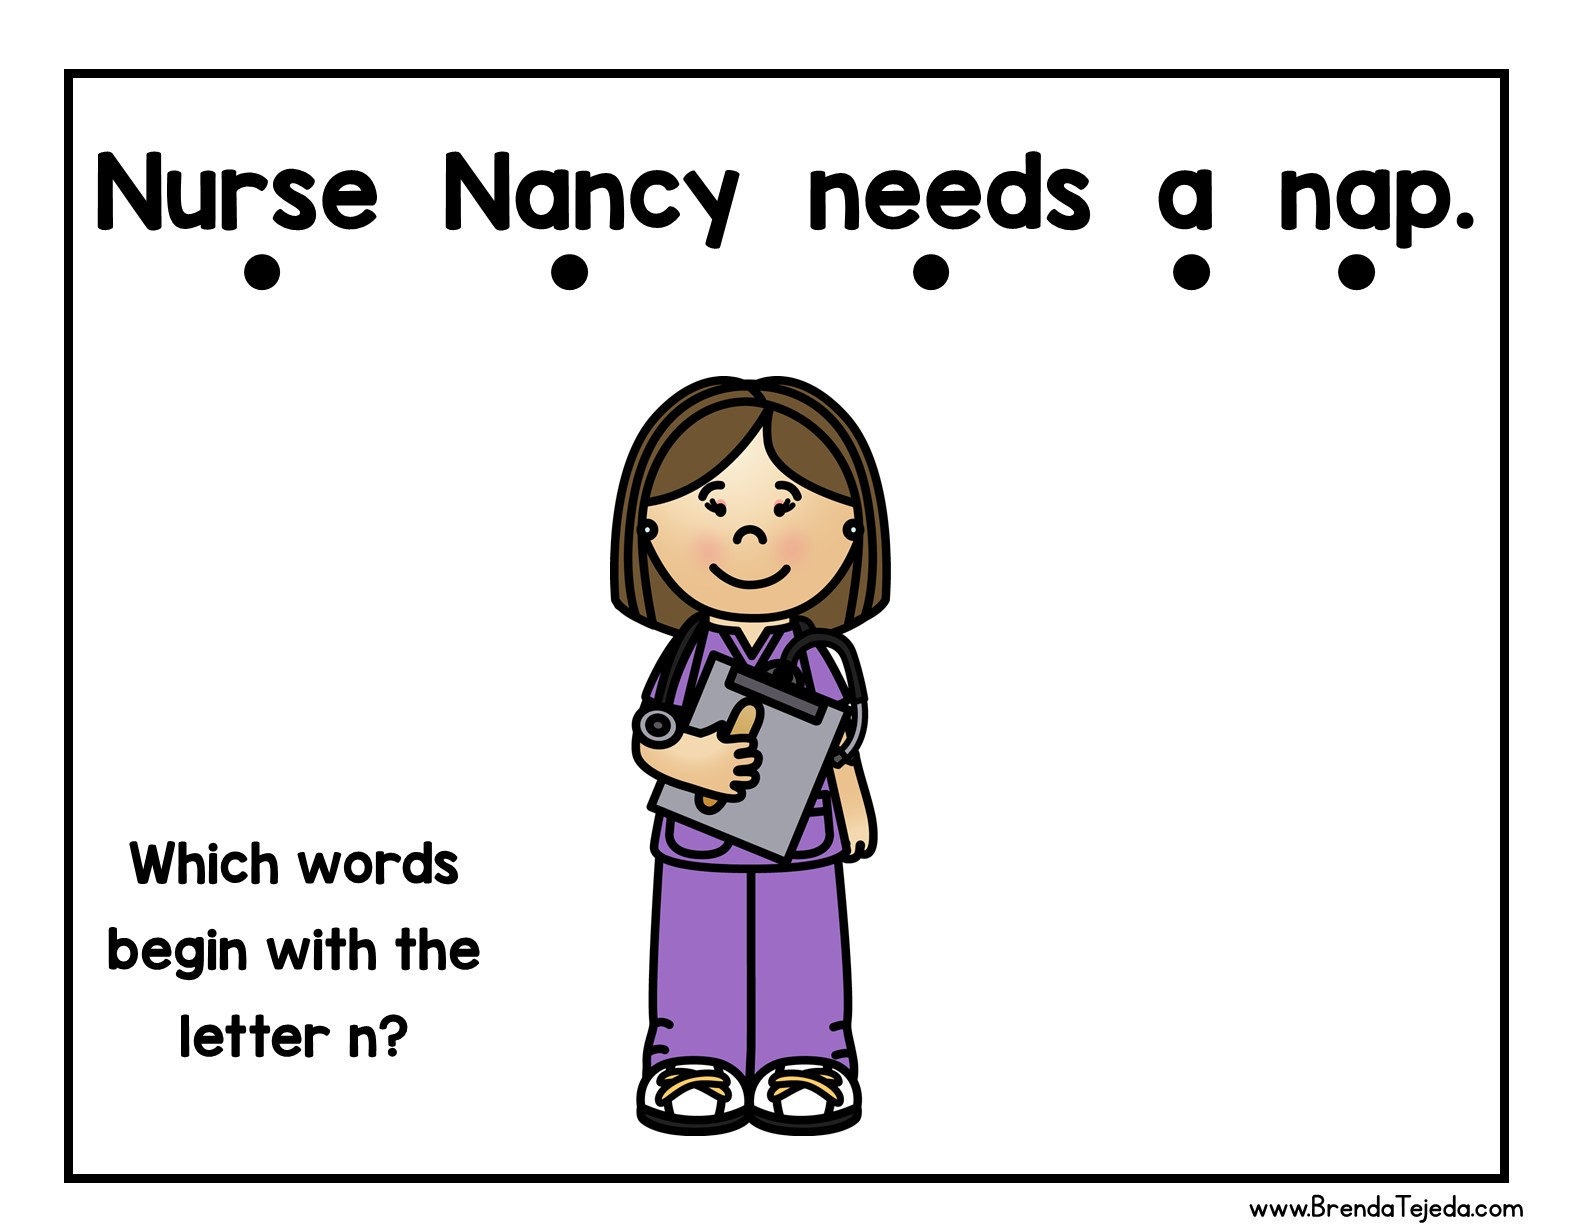 Nurse Nancy needs a nap.
Which words
begin with the
letter n?
www.BrendaTejeda.com